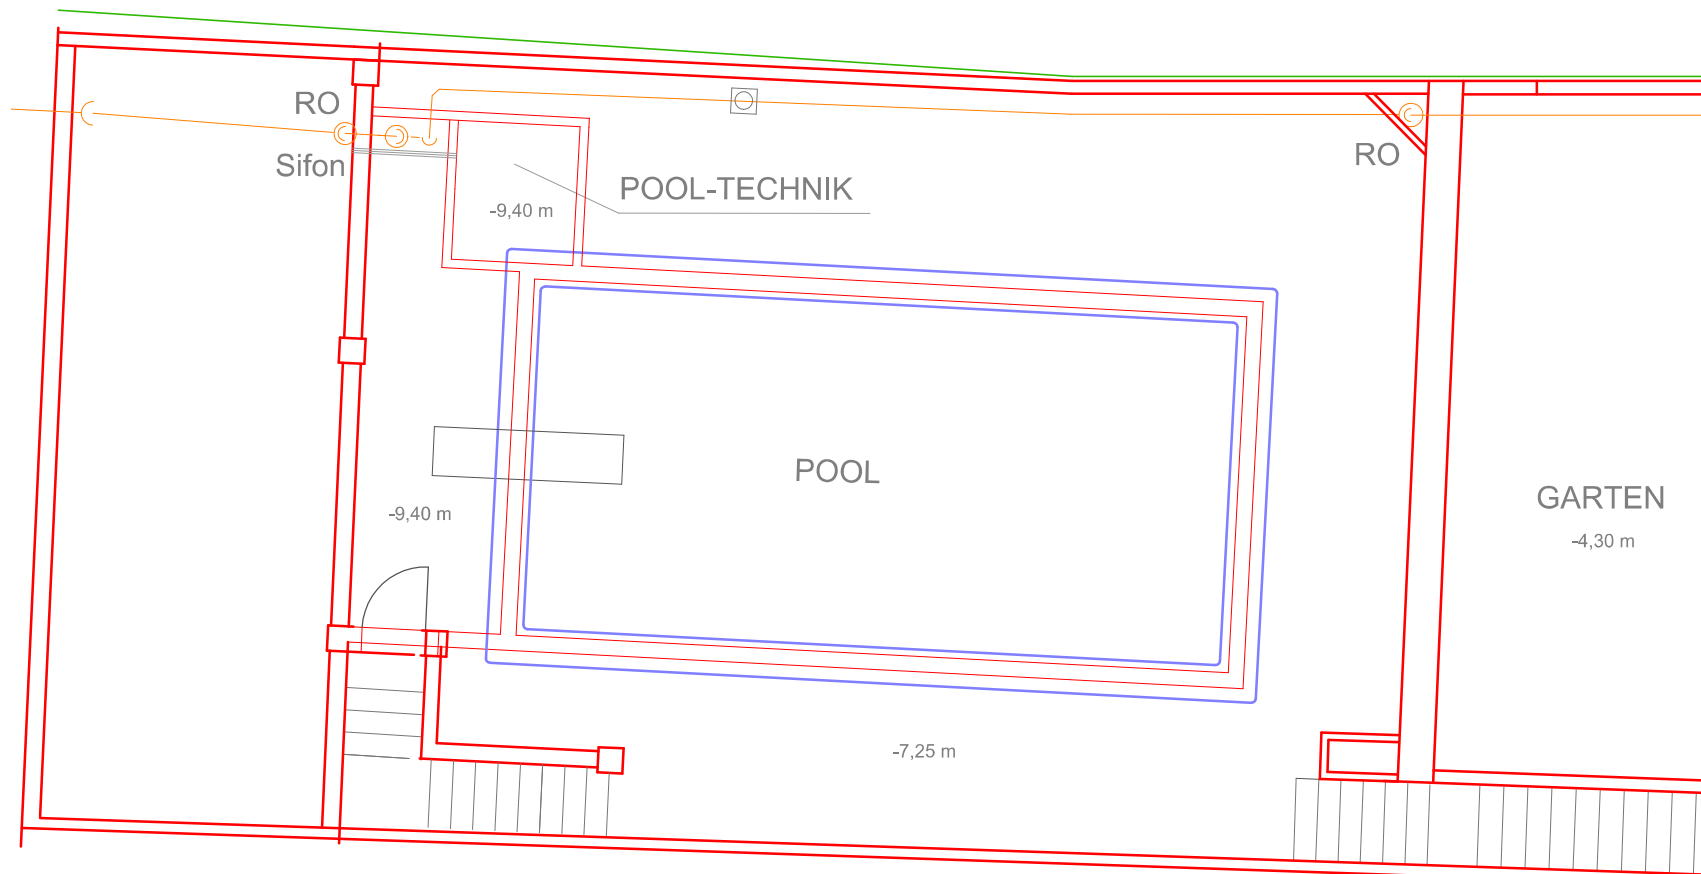 RO
Sifon
POOL-TECHNIK
RO
-9,40 m
POOL
GARTEN
-9,40 m
-4,30 m
-7,25 m